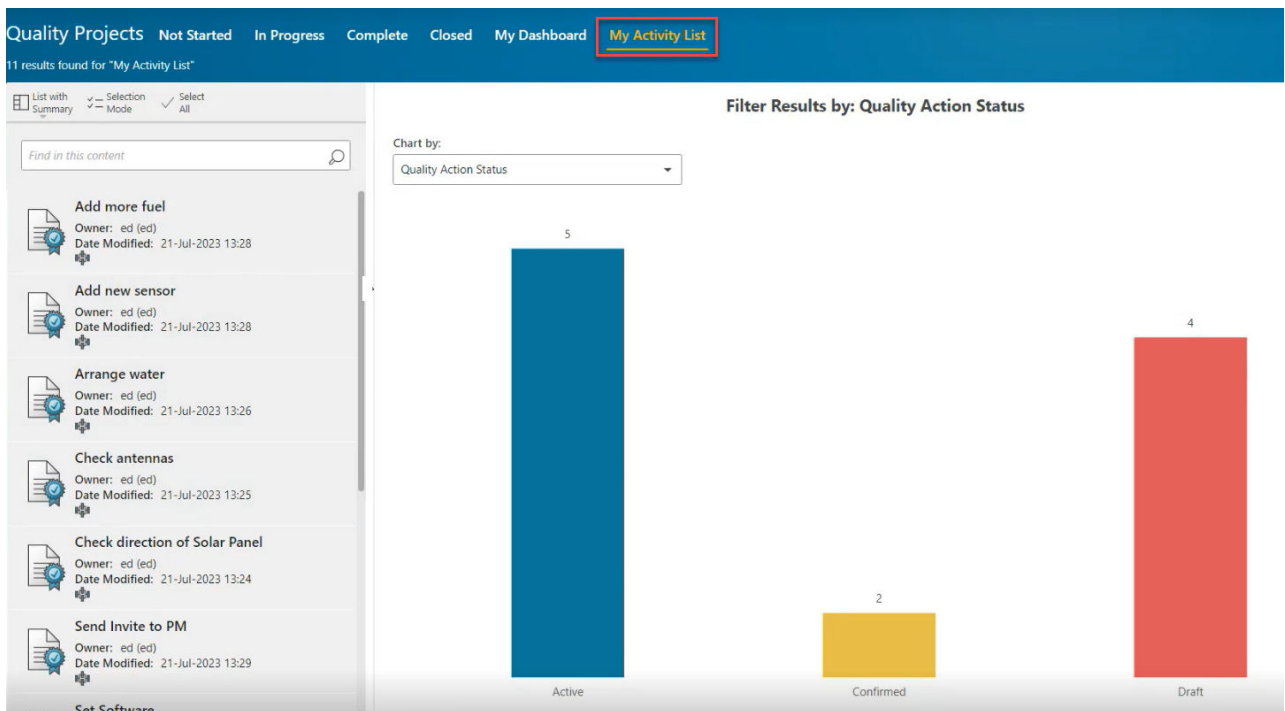 Quality Projects Not Started In Progress Complete Closed My Dashboard My Activity List
11 results found for "My Activity List"
List with
Summary
Selection
Mode
Select
All
Find in this content
Add more fuel
Owner: ed (ed)
Date Modified: 21-Jul-2023 13:28
Add new sensor
Owner: ed (ed)
Date Modified: 21-Jul-2023 13:28
Arrange water
Owner: ed (ed)
Date Modified: 21-Jul-2023 13:26
Check antennas
Owner: ed (ed)
Date Modified: 21-Jul-2023 13:25
Check direction of Solar Panel
Owner: ed (ed)
Date Modified: 21-Jul-2023 13:24
Send Invite to PM
Owner: ed (ed)
Date Modified: 21-Jul-2023 13:29
Set Software
Filter Results by: Quality Action Status
Chart by:
Quality Action Status
5
4
2
Active Confirmed Draft